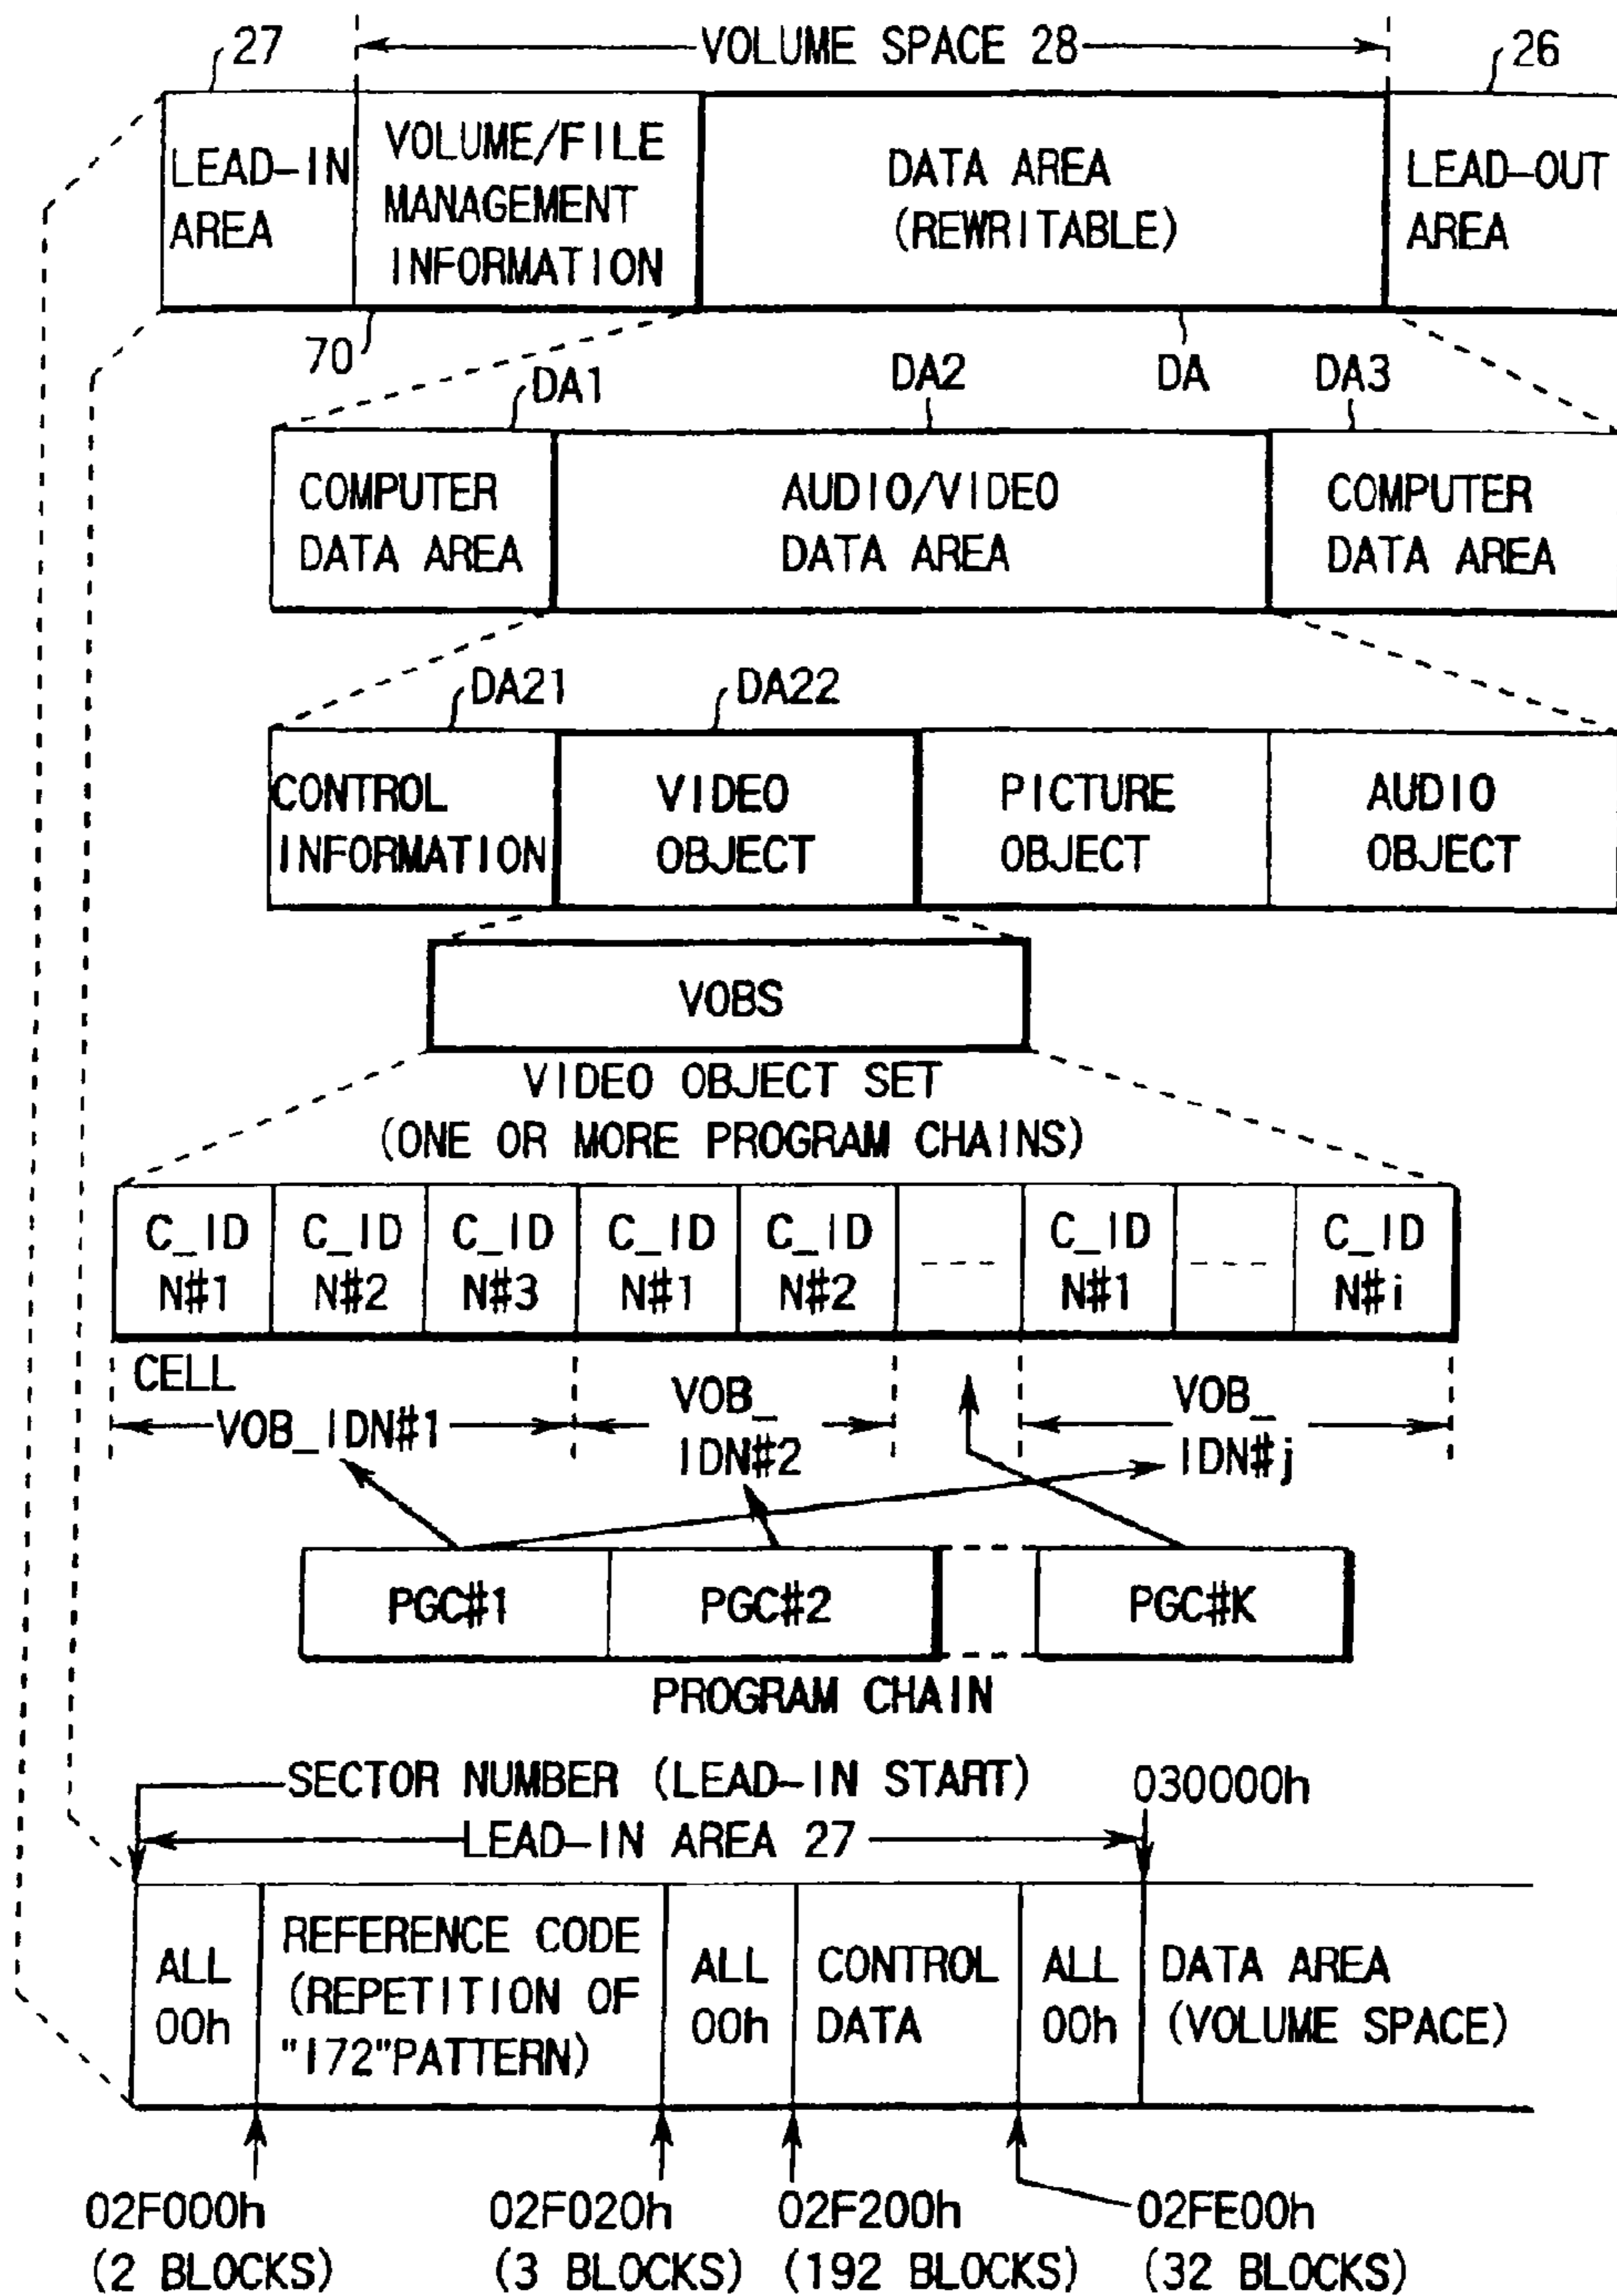 27
VOLUME SPACE 28
26
LEAD-IN
AREA
VOLUME/FILE
MANAGEMENT
INFORMATION
DATA AREA
(REWRITABLE)
LEAD-OUT
AREA
70
DA1
DA2
DA
DA3
COMPUTER
DATA AREA
AUDIO/VIDEO
DATA AREA
COMPUTER
DATA AREA
DA21
DA22
CONTROL
INFORMATION
VIDEO
OBJECT
PICTURE
OBJECT
AUDIO
OBJECT
VOBS
VIDEO OBJECT SET
(ONE OR MORE PROGRAM CHAINS)
C_ID
N#1
C_ID
N#2
C_ID
N#3
C_ID
N#1
C_ID
N#2
C_ID
N#1
C_ID
N#i
CELL
VOB_IDN#1
VOB_
IDN#2
VOB_
IDN#j
PGC#1
PGC#2
PGC#K
PROGRAM CHAIN
SECTOR NUMBER (LEAD-IN START)
030000h
LEAD-IN AREA 27
ALL
00h
REFERENCE CODE
(REPETITION OF
"172"PATTERN)
ALL
00h
CONTROL
DATA
ALL
00h
DATA AREA
(VOLUME SPACE)
02F000h
(2 BLOCKS)
02F020h
(3 BLOCKS)
02F200h
(192 BLOCKS)
02FE00h
(32 BLOCKS)